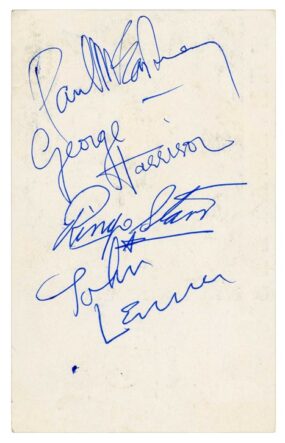 Paul McCartney
George
Harrison
Ringo Starr
John
Lennon